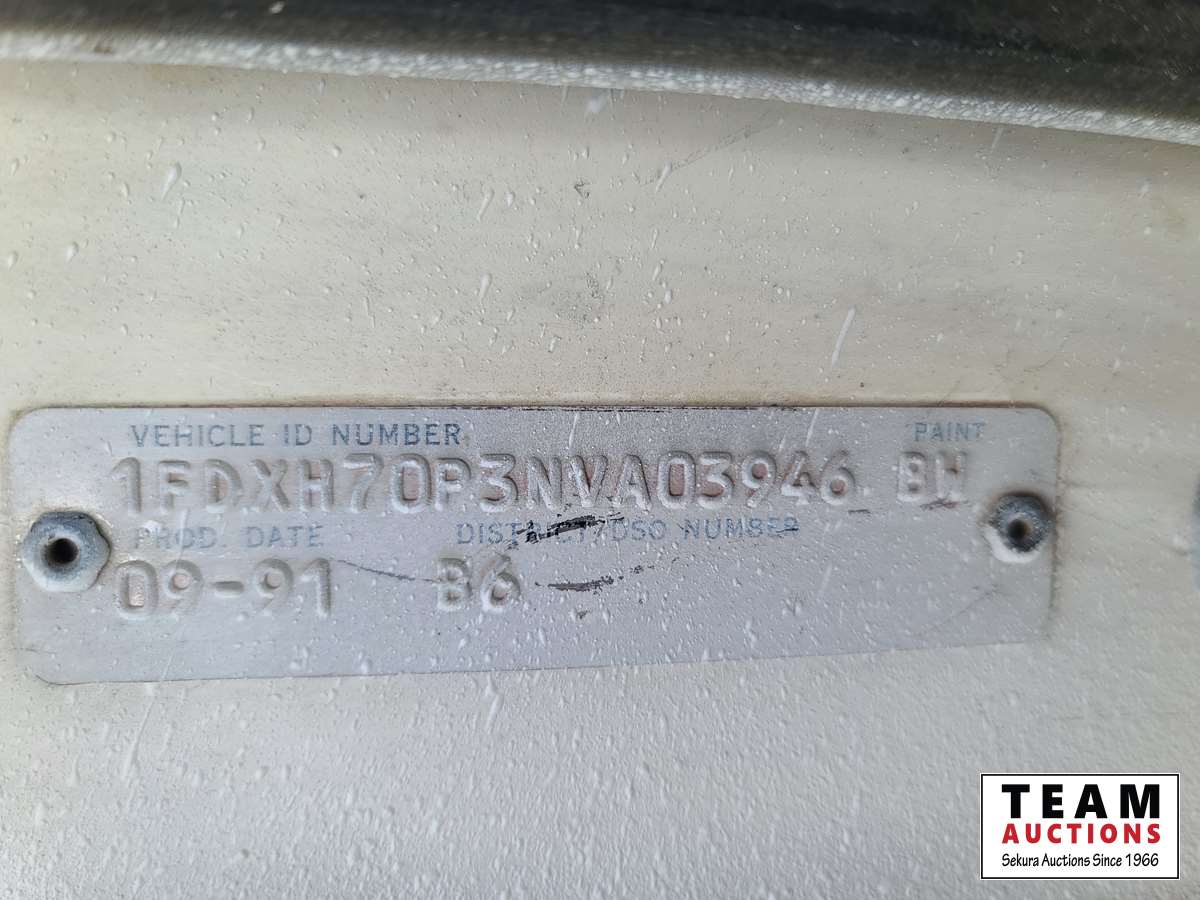 VEHICLE ID NUMBER PAINT
1FDXH70P3NVA03946 BW
PROD. DATE DISTRICT/DSO NUMBER
09-91 B6
TEAM
AUCTIONS
Sekura Auctions Since 1966